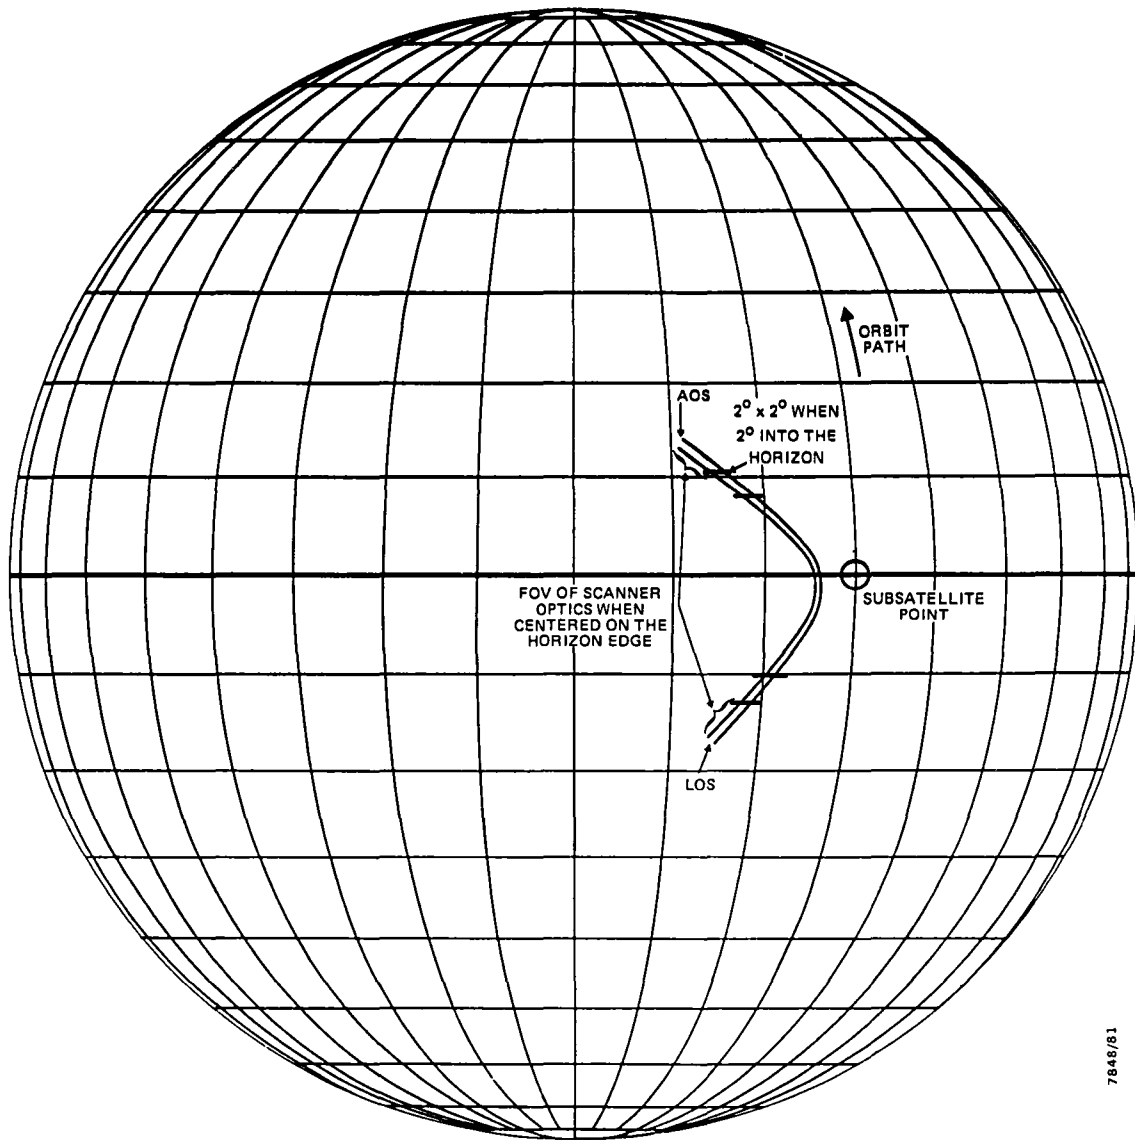 ORBIT
PATH
AOS
2° x 2° WHEN
2° INTO THE
HORIZON
FOV OF SCANNER
OPTICS WHEN
CENTERED ON THE
HORIZON EDGE
SUBSATELLITE
POINT
LOS
7848/81